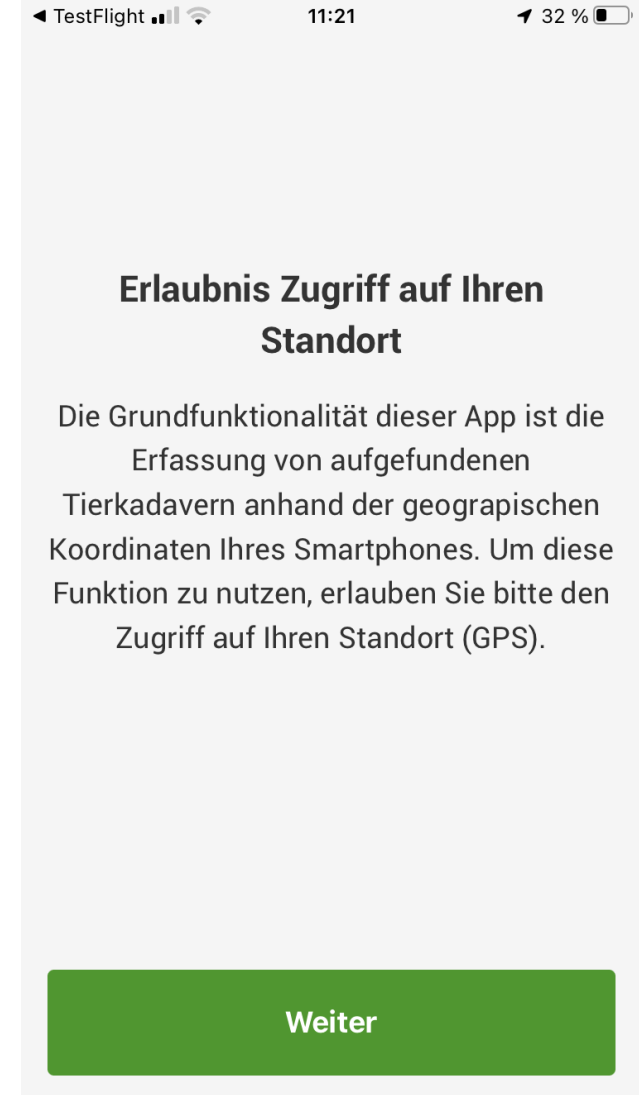 ◀ TestFlight 11:21 32 %
Erlaubnis Zugriff auf Ihren
Standort
Die Grundfunktionalität dieser App ist die
Erfassung von aufgefundenen
Tierkadavern anhand der geograpischen
Koordinaten Ihres Smartphones. Um diese
Funktion zu nutzen, erlauben Sie bitte den
Zugriff auf Ihren Standort (GPS).
Weiter